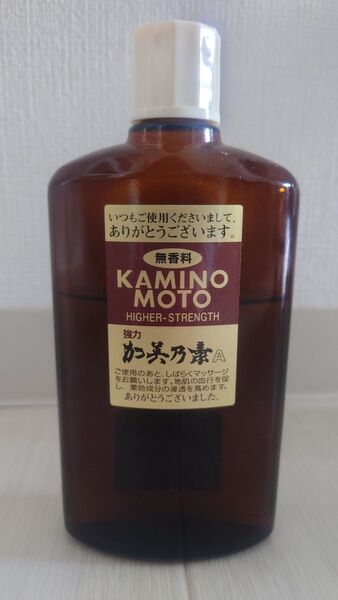 いつもご使用くださいまして、
ありがとうございます。
無香料
KAMINO
MOTO
HIGHER-STRENGTH
強力
加美乃素A
ご使用のあと、しばらくマッサージ
をお願いします。地肌の血行を促
し、薬効成分の浸透を高めます。
ありがとうございました。